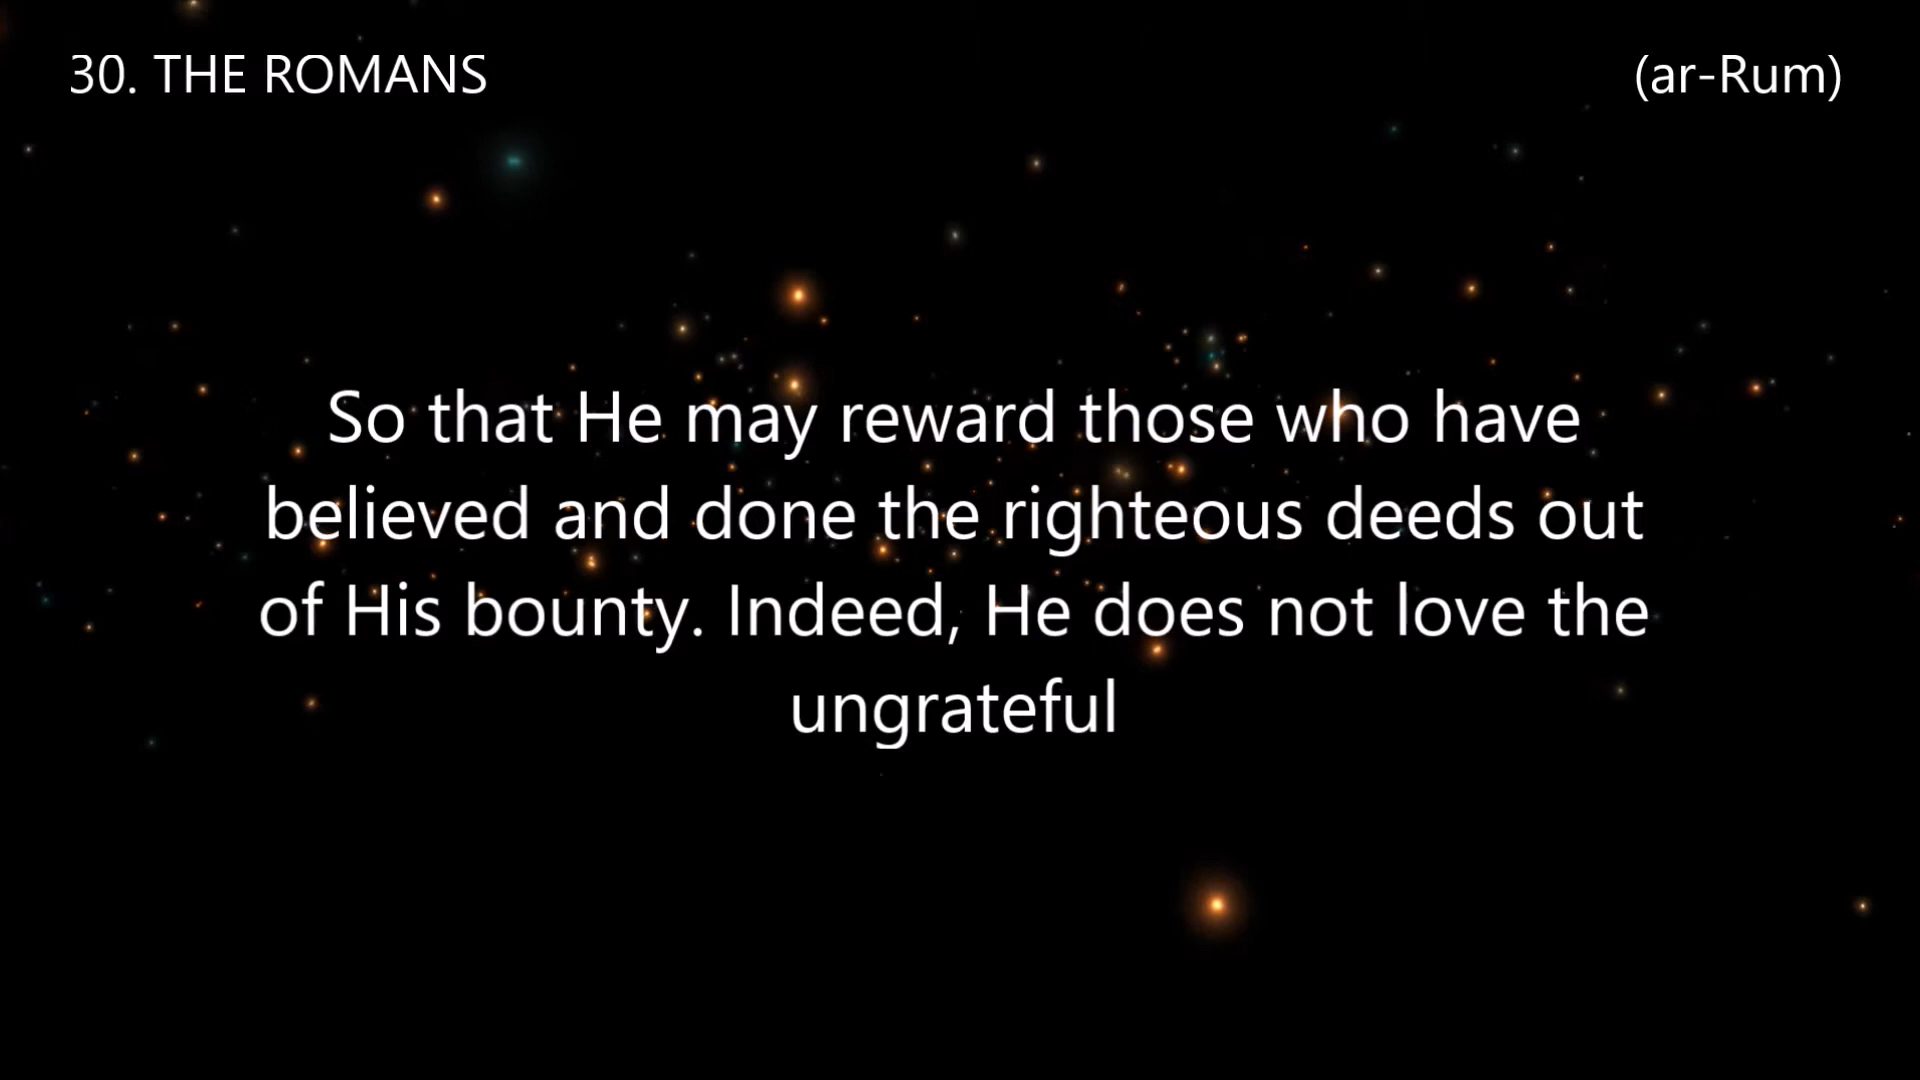 30. THE ROMANS
(ar-Rum)
So that He may reward those who have
believed and done the righteous deeds out
of His bounty. Indeed, He does not love the
ungrateful